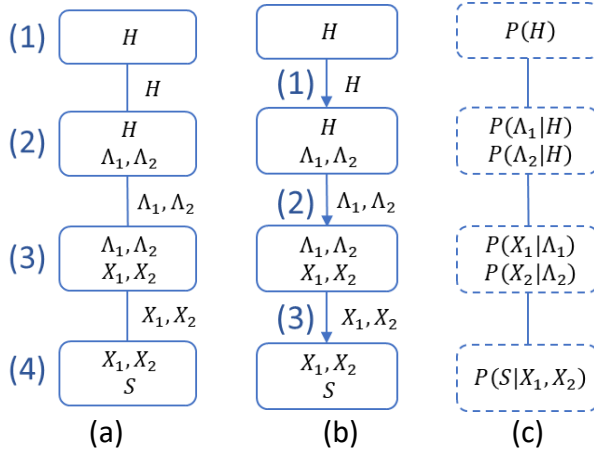 (1)
H
H
(2)
H
Λ₁, Λ₂
Λ₁, Λ₂
(3)
Λ₁, Λ₂
X₁, X₂
X₁, X₂
(4)
X₁, X₂
S
(a)
H
(1)
H
H
Λ₁, Λ₂
(2)
Λ₁, Λ₂
Λ₁, Λ₂
X₁, X₂
(3)
X₁, X₂
X₁, X₂
S
(b)
P(H)
P(Λ₁|H)
P(Λ₂|H)
P(X₁|Λ₁)
P(X₂|Λ₂)
P(S|X₁, X₂)
(c)